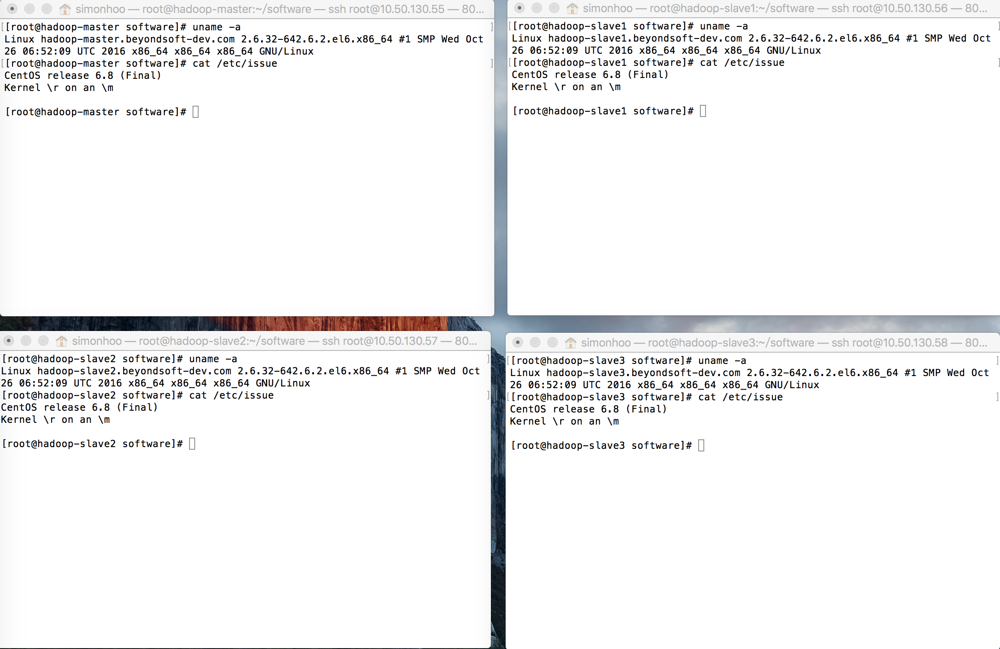 simonhoo — root@hadoop-master:~/software — ssh root@10.50.130.55 — 80...
[[root@hadoop-master software]# uname -a ]
Linux hadoop-master.beyondsoft-dev.com 2.6.32-642.6.2.el6.x86_64 #1 SMP Wed Oct
26 06:52:09 UTC 2016 x86_64 x86_64 x86_64 GNU/Linux
[[root@hadoop-master software]# cat /etc/issue ]
CentOS release 6.8 (Final)
Kernel \r on an \m
[root@hadoop-master software]#
simonhoo — root@hadoop-slave1:~/software — ssh root@10.50.130.56 — 80...
[[root@hadoop-slave1 software]# uname -a ]
Linux hadoop-slave1.beyondsoft-dev.com 2.6.32-642.6.2.el6.x86_64 #1 SMP Wed Oct
26 06:52:09 UTC 2016 x86_64 x86_64 x86_64 GNU/Linux
[[root@hadoop-slave1 software]# cat /etc/issue ]
CentOS release 6.8 (Final)
Kernel \r on an \m
[root@hadoop-slave1 software]#
simonhoo — root@hadoop-slave2:~/software — ssh root@10.50.130.57 — 80...
[root@hadoop-slave2 software]# uname -a ]
Linux hadoop-slave2.beyondsoft-dev.com 2.6.32-642.6.2.el6.x86_64 #1 SMP Wed Oct
26 06:52:09 UTC 2016 x86_64 x86_64 x86_64 GNU/Linux
[root@hadoop-slave2 software]# cat /etc/issue ]
CentOS release 6.8 (Final)
Kernel \r on an \m
[root@hadoop-slave2 software]#
simonhoo — root@hadoop-slave3:~/software — ssh root@10.50.130.58 — 80...
[[root@hadoop-slave3 software]# uname -a ]
Linux hadoop-slave3.beyondsoft-dev.com 2.6.32-642.6.2.el6.x86_64 #1 SMP Wed Oct
26 06:52:09 UTC 2016 x86_64 x86_64 x86_64 GNU/Linux
[[root@hadoop-slave3 software]# cat /etc/issue ]
CentOS release 6.8 (Final)
Kernel \r on an \m
[root@hadoop-slave3 software]#